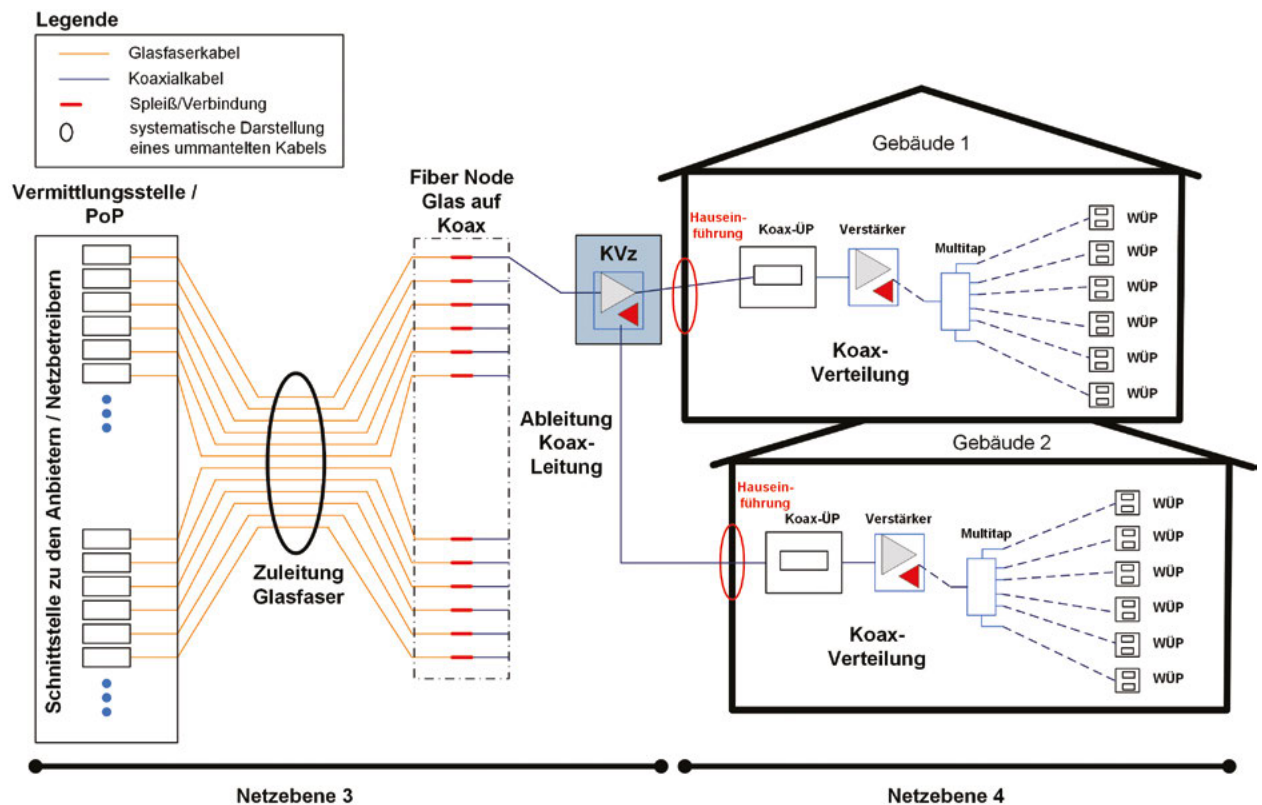 Legende
Glasfaserkabel
Koaxialkabel
Spleiß/Verbindung
systematische Darstellung
eines ummantelten Kabels
Vermittlungsstelle /
PoP
Schnittstelle zu den Anbietern / Netzbetreibern
Zuleitung
Glasfaser
Fiber Node
Glas auf
Koax
KVz
Ableitung
Koax-
Leitung
Gebäude 1
Hausein-
führung
Koax-ÜP
Verstärker
Multitap
WÜP
WÜP
WÜP
WÜP
WÜP
WÜP
Koax-
Verteilung
Gebäude 2
Hausein-
führung
Koax-ÜP
Verstärker
Multitap
WÜP
WÜP
WÜP
WÜP
WÜP
WÜP
Koax-
Verteilung
Netzebene 3
Netzebene 4